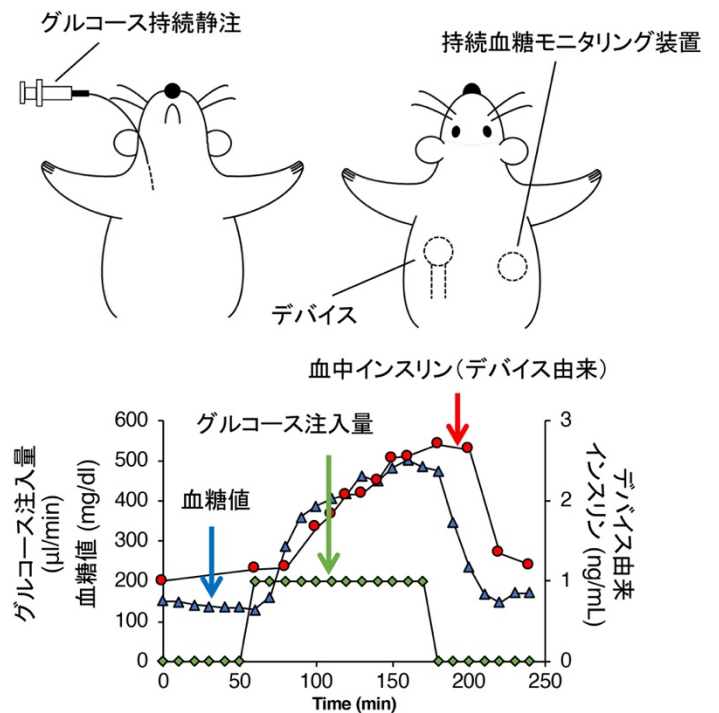 グルコース持続静注
持続血糖モニタリング装置
デバイス
血中インスリン(デバイス由来)
グルコース注入量
血糖値
グルコース注入量
(μl/min)
血糖値 (mg/dl)
600
500
400
300
200
100
0
3
2
1
0
デバイス由来
インスリン (ng/mL)
0
50
100
150
200
250
Time (min)